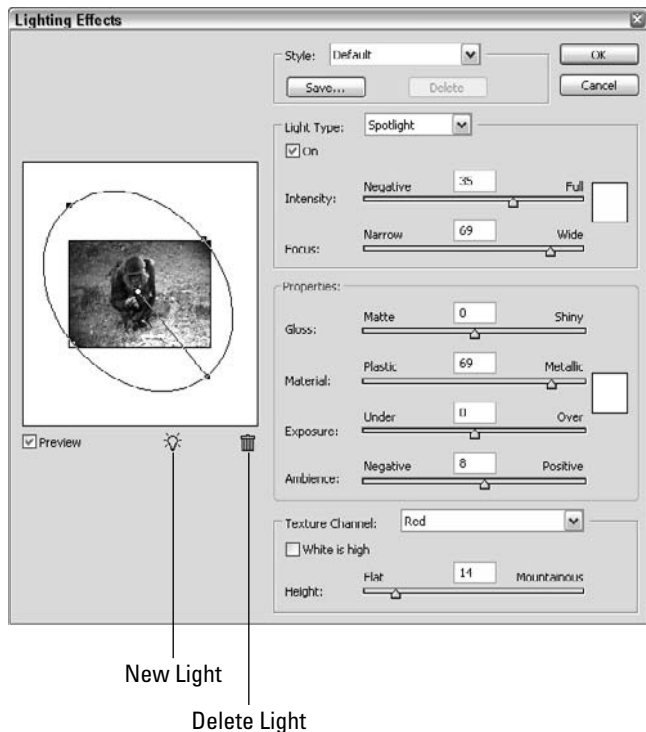 Lighting Effects
Style: Default
OK
Save...
Delete
Cancel
Light Type: Spotlight
On
Intensity: Negative 35 Full
Focus: Narrow 69 Wide
Properties:
Gloss: Matte 0 Shiny
Material: Plastic 69 Metallic
Exposure: Under 0 Over
Ambience: Negative 8 Positive
Preview
Texture Channel: Red
White is high
Height: Flat 14 Mountainous
New Light
Delete Light